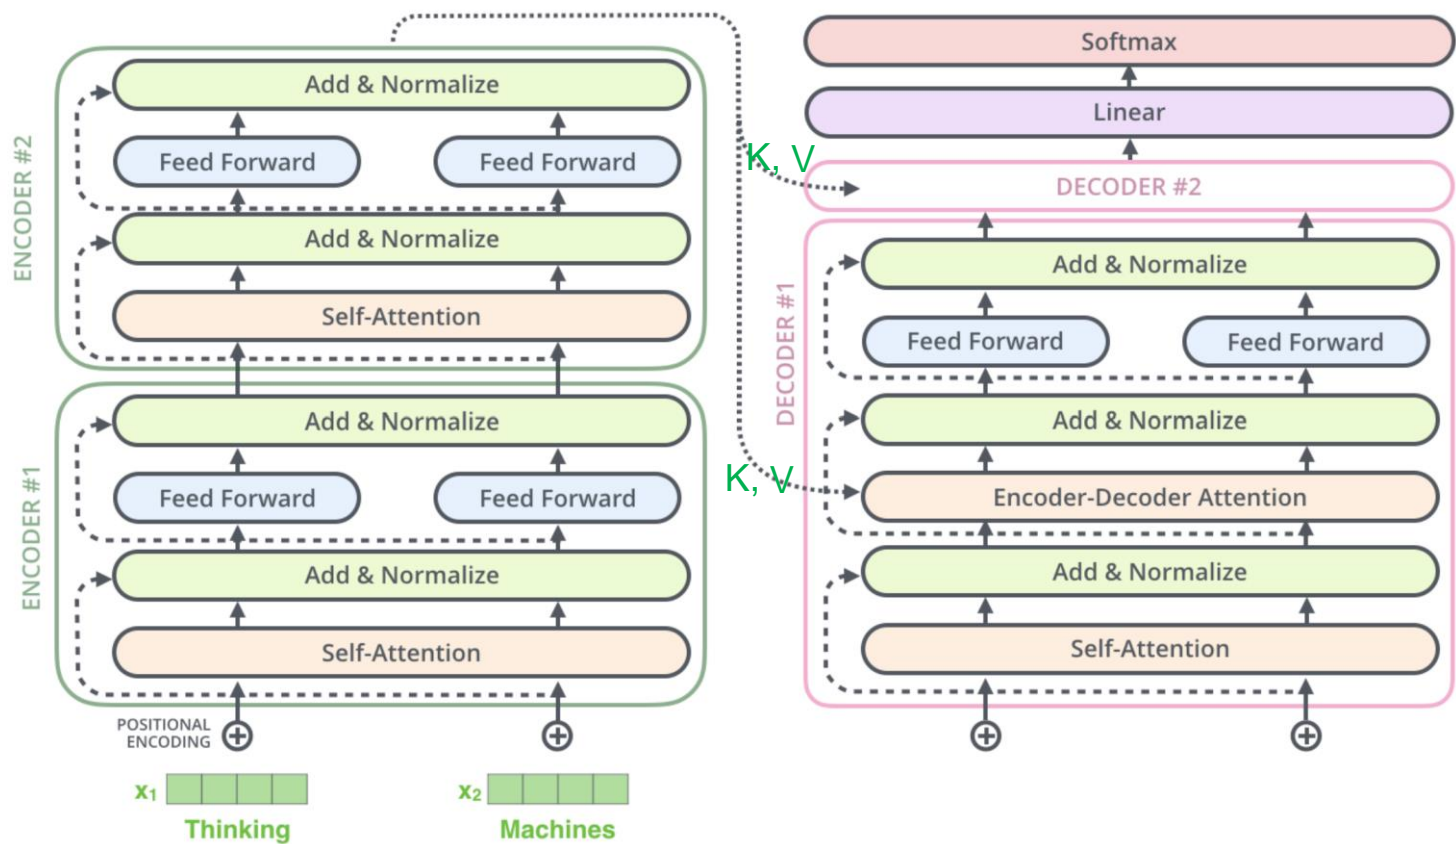 ENCODER #2
Add & Normalize
Feed Forward
Feed Forward
Add & Normalize
Self-Attention
ENCODER #1
Add & Normalize
Feed Forward
Feed Forward
Add & Normalize
Self-Attention
POSITIONAL
ENCODING
x₁
x₂
Thinking
Machines
K, V
K, V
Softmax
Linear
DECODER #2
DECODER #1
Add & Normalize
Feed Forward
Feed Forward
Add & Normalize
Encoder-Decoder Attention
Add & Normalize
Self-Attention